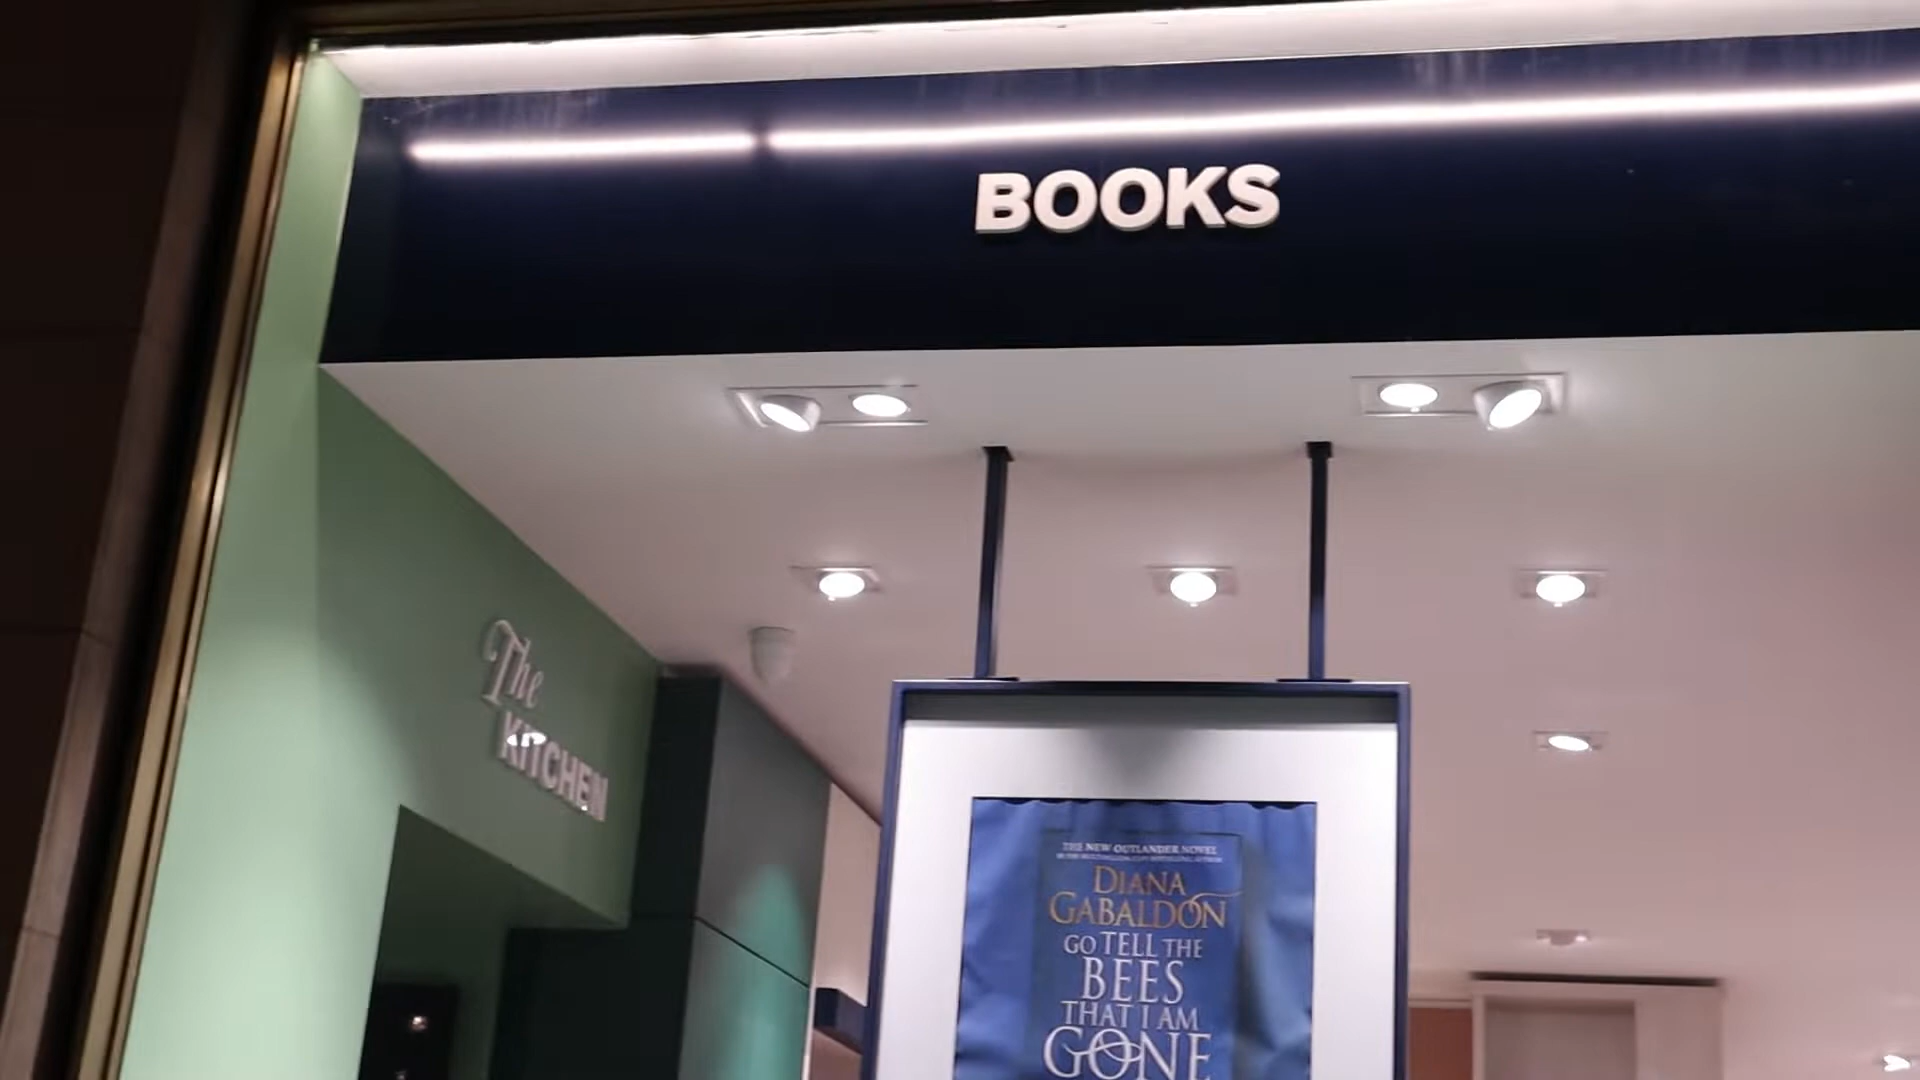 BOOKS
The
KITCHEN
THE NEW OUTLANDER NOVEL
DIANA
GABALDON
GO TELL THE
BEES
THAT I AM
GONE